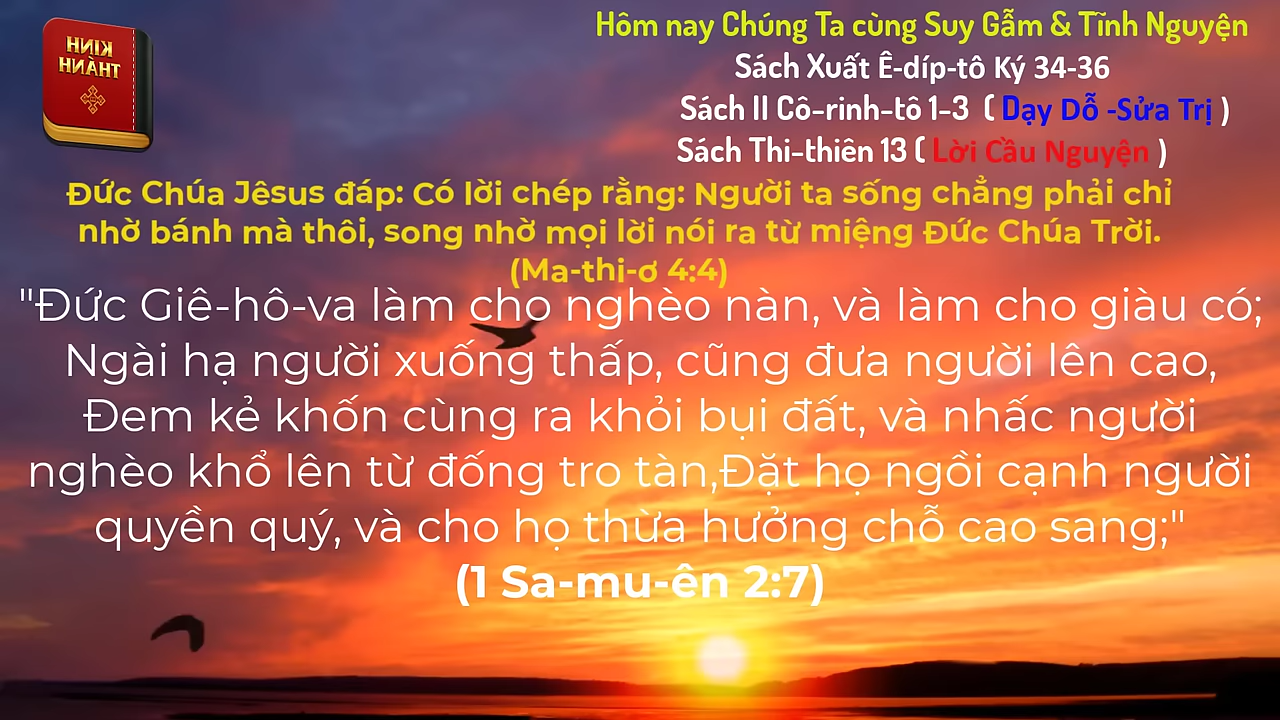 KINH
THÀNH
Hôm nay Chúng Ta cùng Suy Gẫm & Tĩnh Nguyện
Sách Xuất Ê-díp-tô Ký 34-36
Sách II Cô-rinh-tô 1-3 ( Dạy Dỗ -Sửa Trị )
Sách Thi-thiên 13 ( Lời Cầu Nguyện )
Đức Chúa Jêsus đáp: Có lời chép rằng: Người ta sống chẳng phải chỉ
nhờ bánh mà thôi, song nhờ mọi lời nói ra từ miệng Đức Chúa Trời.
(Ma-thi-ơ 4:4)
"Đức Giê-hô-va làm cho nghèo nàn, và làm cho giàu có;
Ngài hạ người xuống thấp, cũng đưa người lên cao,
Đem kẻ khốn cùng ra khỏi bụi đất, và nhấc người
nghèo khổ lên từ đống tro tàn,Đặt họ ngồi cạnh người
quyền quý, và cho họ thừa hưởng chỗ cao sang;"
(1 Sa-mu-ên 2:7)